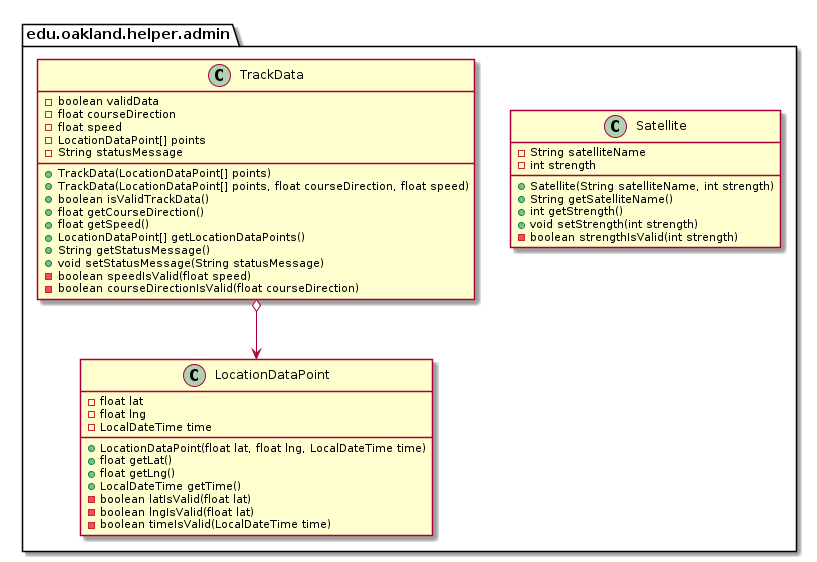 edu.oakland.helper.admin
C TrackData
boolean validData
float courseDirection
float speed
LocationDataPoint[] points
String statusMessage
TrackData(LocationDataPoint[] points)
TrackData(LocationDataPoint[] points, float courseDirection, float speed)
boolean isValidTrackData()
float getCourseDirection()
float getSpeed()
LocationDataPoint[] getLocationDataPoints()
String getStatusMessage()
void setStatusMessage(String statusMessage)
boolean speedIsValid(float speed)
boolean courseDirectionIsValid(float courseDirection)
C Satellite
String satelliteName
int strength
Satellite(String satelliteName, int strength)
String getSatelliteName()
int getStrength()
void setStrength(int strength)
boolean strengthIsValid(int strength)
C LocationDataPoint
float lat
float lng
LocalDateTime time
LocationDataPoint(float lat, float lng, LocalDateTime time)
float getLat()
float getLng()
LocalDateTime getTime()
boolean latIsValid(float lat)
boolean lngIsValid(float lat)
boolean timeIsValid(LocalDateTime time)